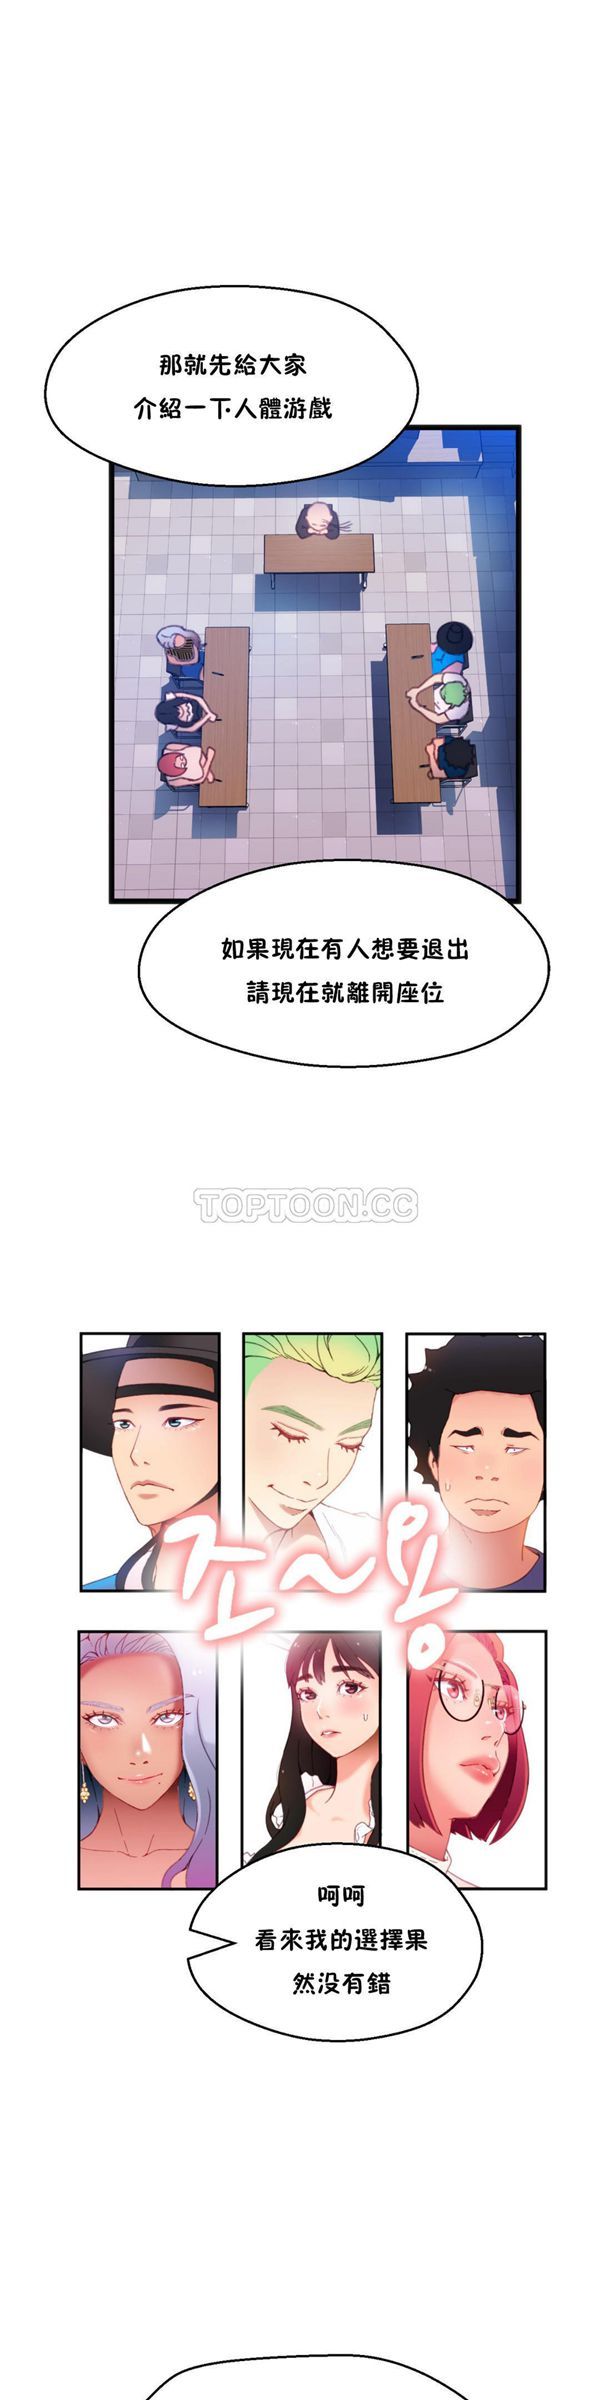 那就先給大家
介紹一下人體游戲
如果現在有人想要退出
請現在就離開座位
TOPTOON.CC
조~용
呵呵
看來我的選擇果
然没有錯